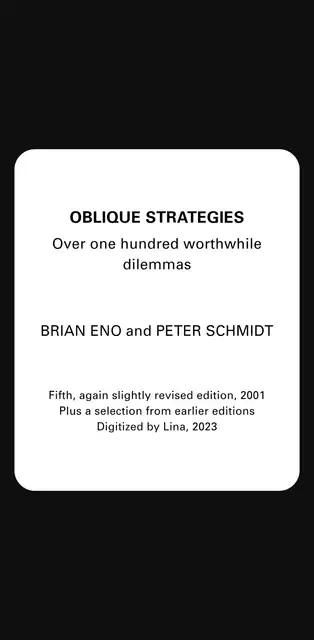 OBLIQUE STRATEGIES
Over one hundred worthwhile
dilemmas
BRIAN ENO and PETER SCHMIDT
Fifth, again slightly revised edition, 2001
Plus a selection from earlier editions
Digitized by Lina, 2023